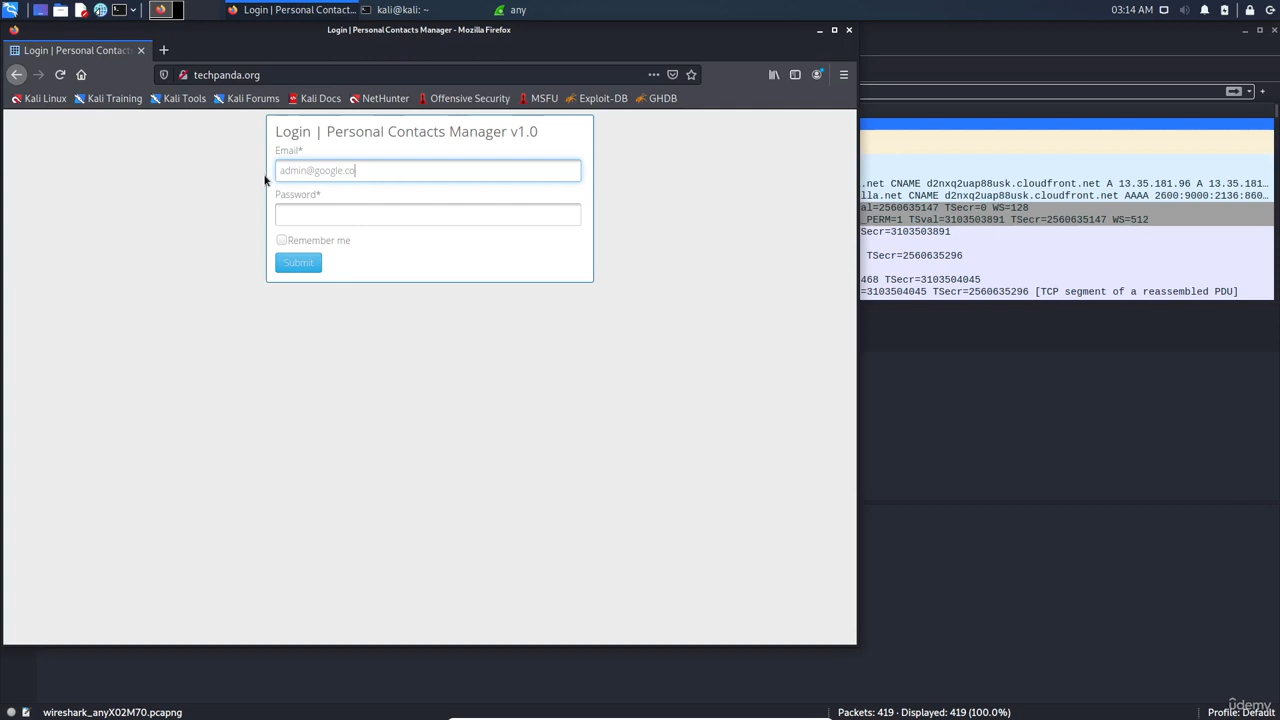 Login | Personal Contact...
kali@kali: ~
any
03:14 AM
Login | Personal Contacts Manager - Mozilla Firefox
Login | Personal Contacts
techpanda.org
Kali Linux
Kali Training
Kali Tools
Kali Forums
Kali Docs
NetHunter
Offensive Security
MSFU
Exploit-DB
GHDB
Login | Personal Contacts Manager v1.0
Email*
admin@google.co
Password*
Remember me
Submit
.net CNAME d2nxq2uap88usk.cloudfront.net A 13.35.181.96 A 13.35.181...
lla.net CNAME d2nxq2uap88usk.cloudfront.net AAAA 2600:9000:2136:860...
al=2560635147 TSecr=0 WS=128
_PERM=1 TSval=3103503891 TSecr=2560635147 WS=512
Secr=3103503891
TSecr=2560635296
468 TSecr=3103504045
=3103504045 TSecr=2560635296 [TCP segment of a reassembled PDU]
wireshark_anyX02M70.pcapng
Packets: 419 · Displayed: 419 (100.0%)
Profile: Default
ûdemy